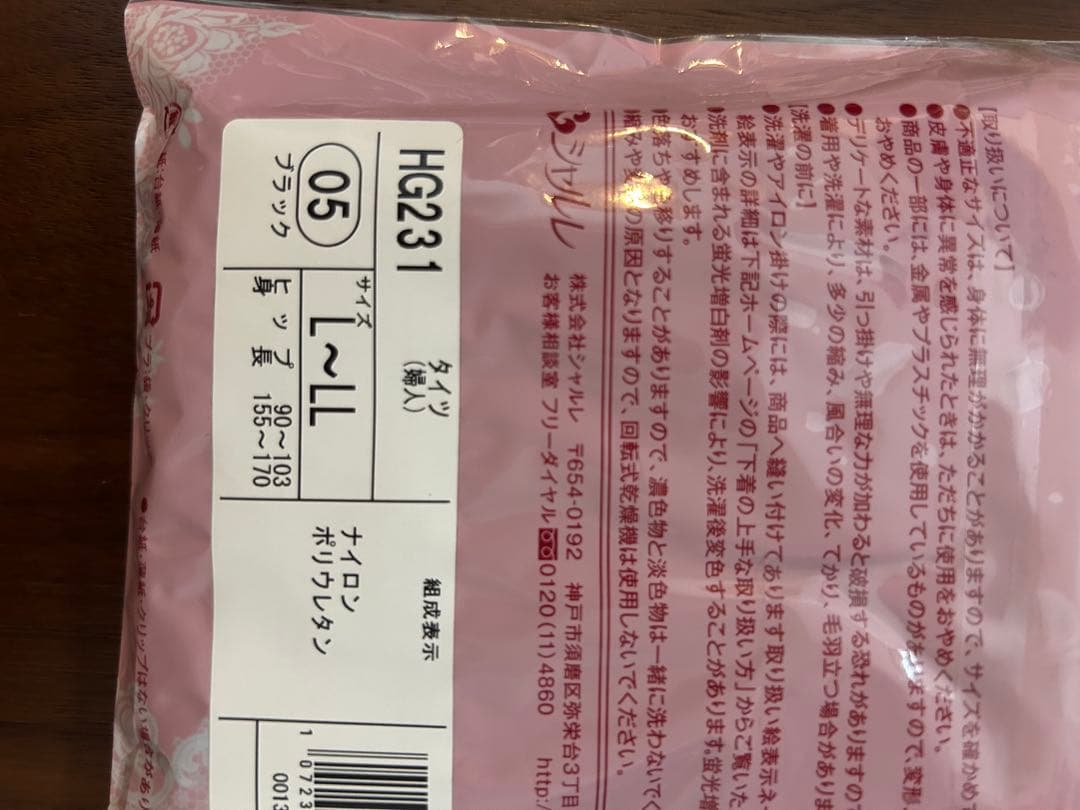 [取り扱いについて]
●不適正なサイズは、身体に無理がかかることがありますので、サイズを確かめ
●皮膚や身体に異常を感じられたときは、ただちに使用をおやめください。
●商品の一部には、金属やプラスチックを使用しているものがありますので、変形
おやめください。
●デリケートな素材は、引っ掛けや無理な力が加わると破損する恐れがありますの
●着用や洗濯により、多少の縮み、風合いの変化、てかり、毛羽立つ場合があります
[洗濯の前に]
●洗濯やアイロン掛けの際には、商品へ縫い付けてあります取り扱い絵表示ネ
絵表示の詳細は下記ホームページの「下着の上手な取り扱い方」からご覧いた
●洗剤に含まれる蛍光増白剤の影響により、洗濯後変色することがあります。蛍光増
おすすめします。
色落ちや 移りすることがありますので、濃色物と淡色物は一緒に洗わないでく
縮みや変 の原因となりますので、回転式乾燥機は使用しないでください。
シャルレ
株式会社シャルレ 〒654-0192 神戸市須磨区弥栄台3丁目
お客様相談室 フリーダイヤル 0120(11)4860 http:/
HG231
タイツ
(婦人)
05
ブラック
サイズ
L~LL
ヒップ 90~103
身長 155~170
組成表示
ナイロン
ポリウレタン
1 0723
0013